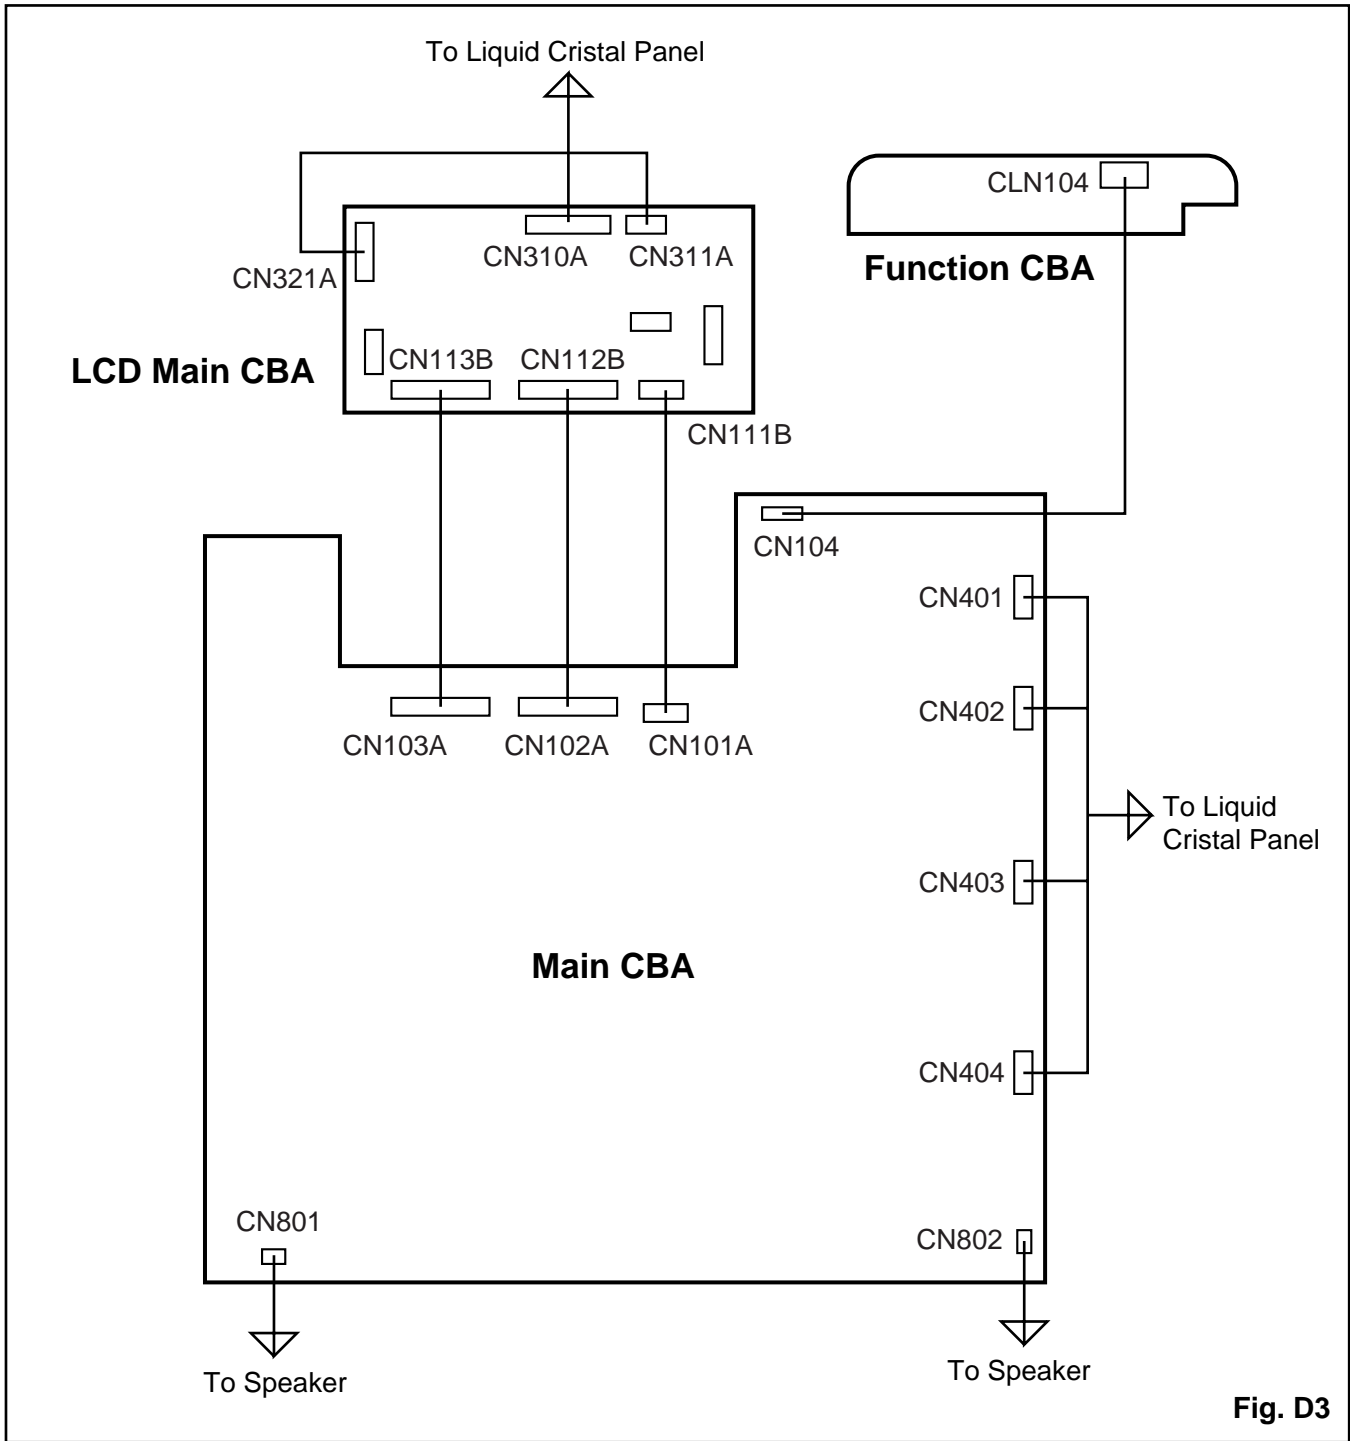 To Liquid Cristal Panel
CLN104
CN310A
CN311A
CN321A
Function CBA
LCD Main CBA
CN113B
CN112B
CN111B
CN104
CN401
CN402
CN103A
CN102A
CN101A
To Liquid
Cristal Panel
CN403
Main CBA
CN404
CN801
CN802
To Speaker
To Speaker
Fig. D3